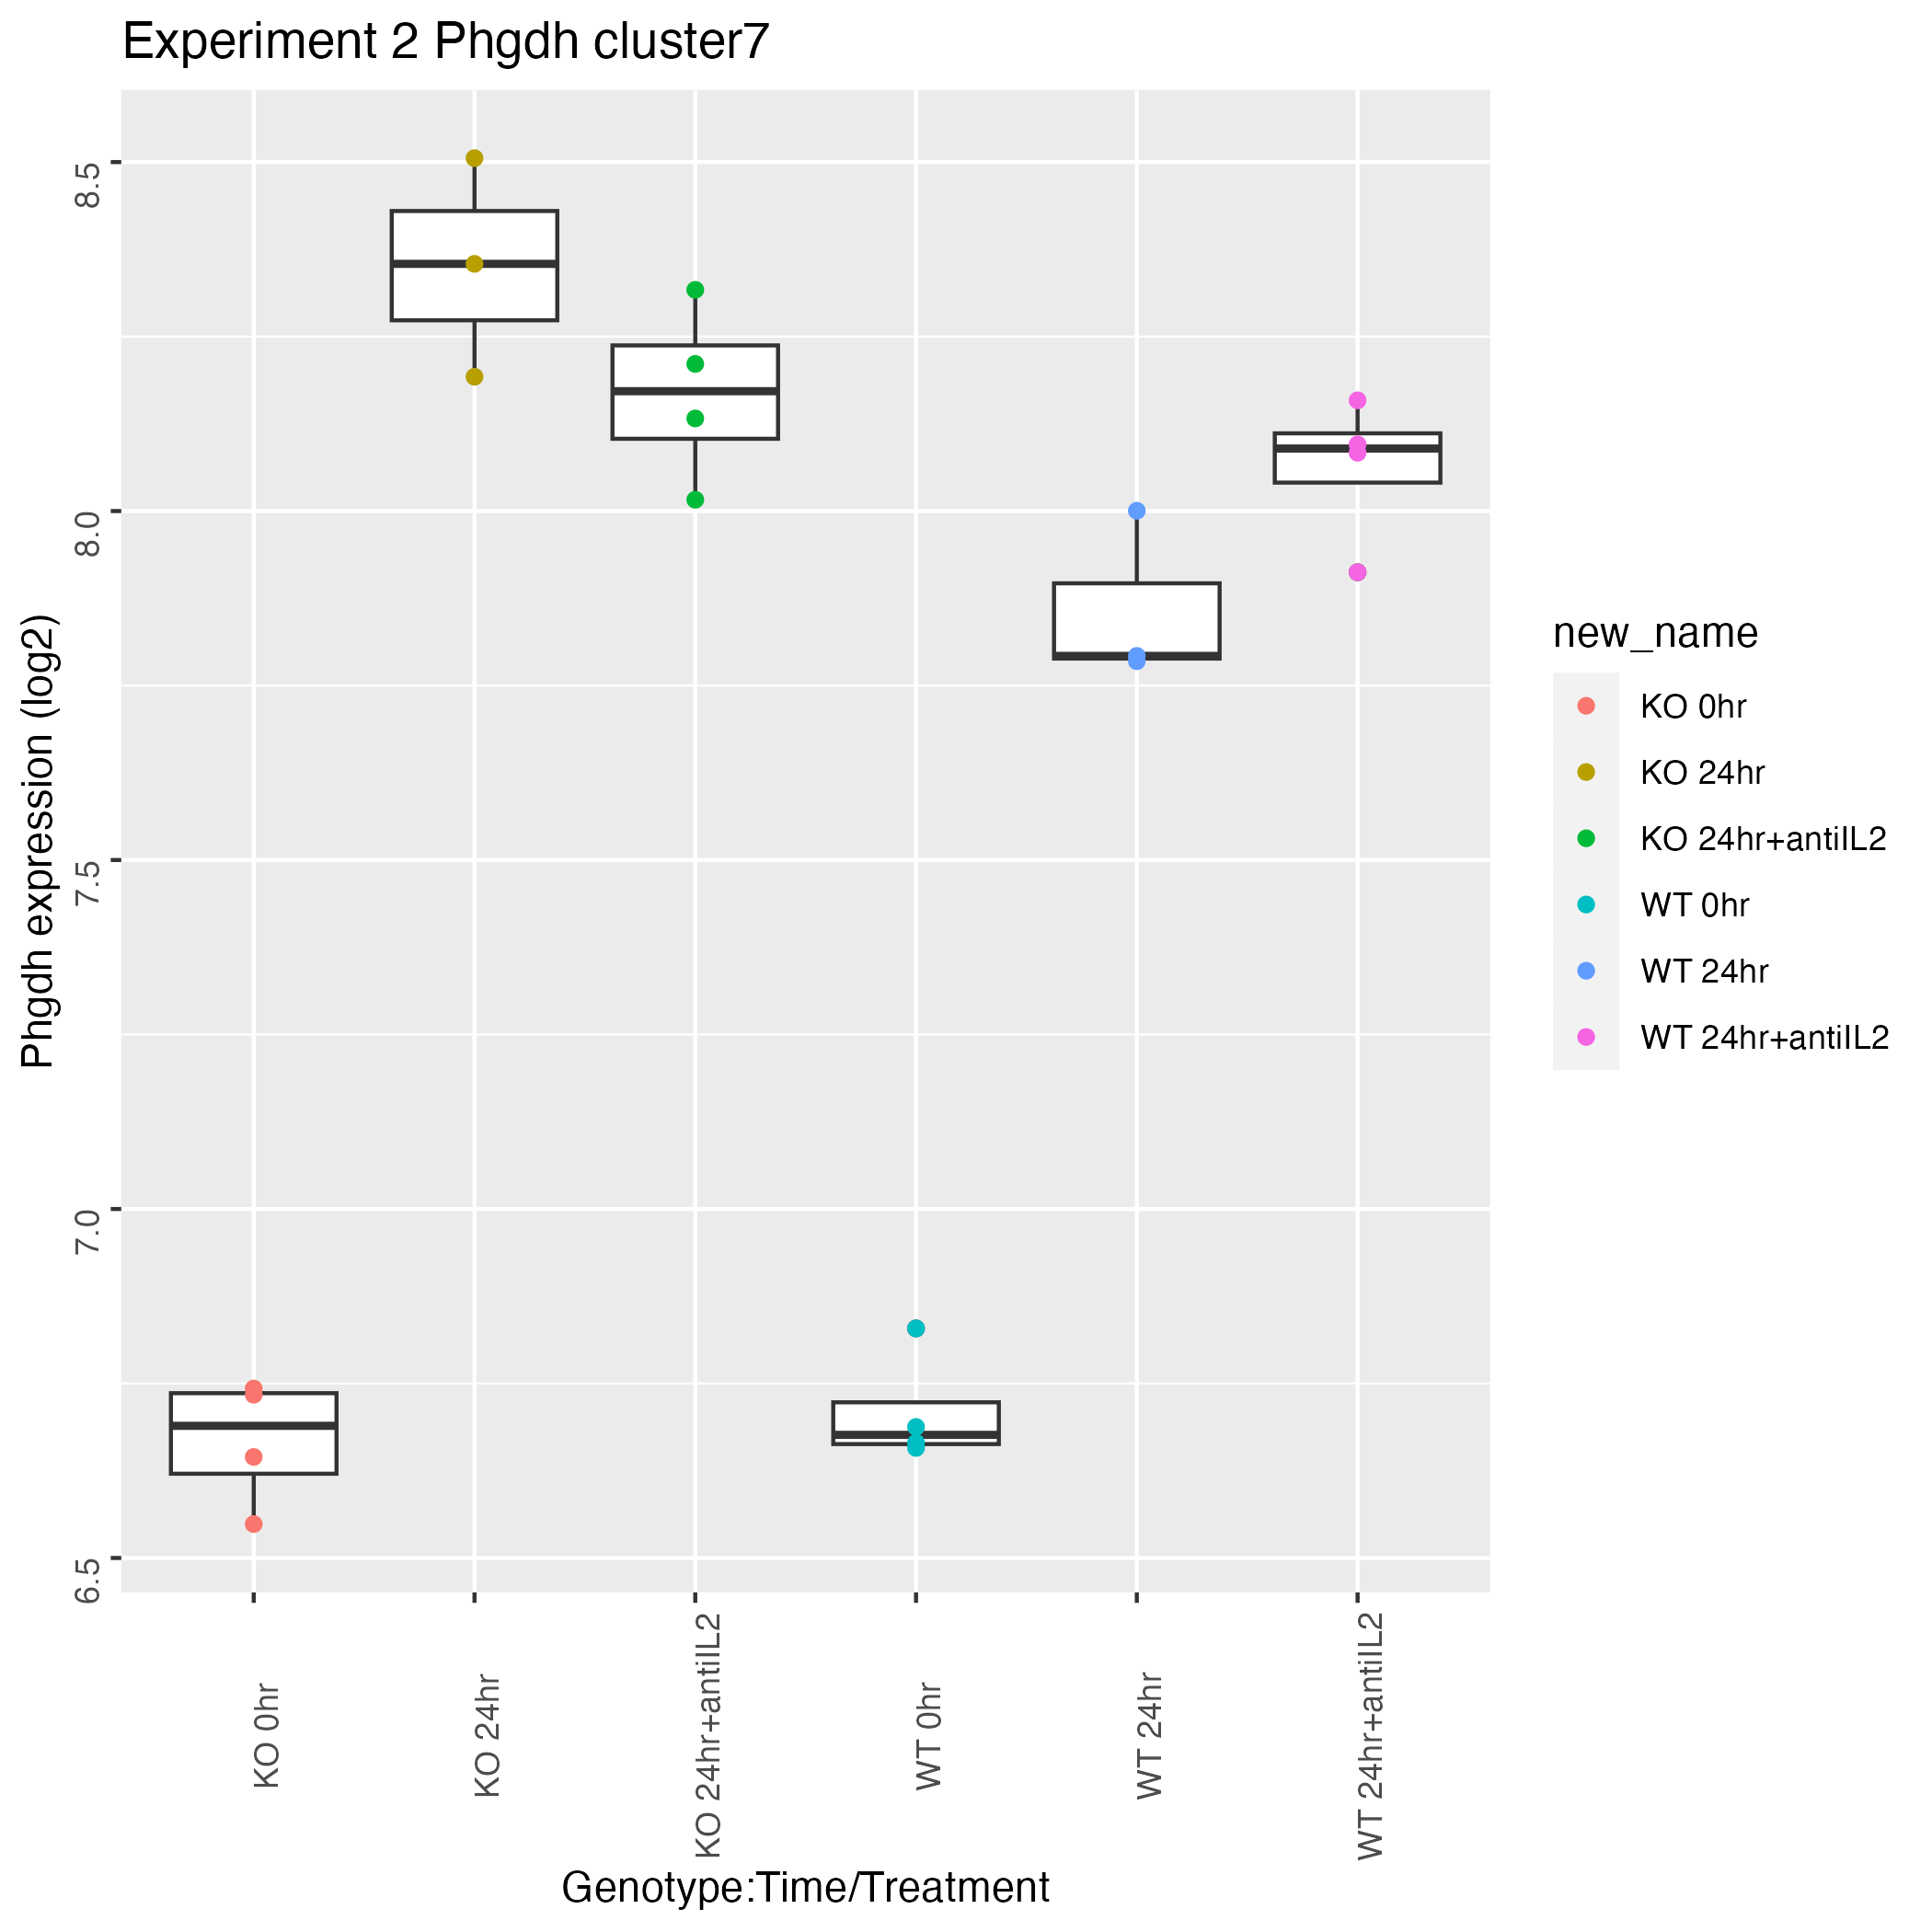 Experiment 2 Phgdh cluster7
Phgdh expression (log2)
8.5
8.0
7.5
7.0
6.5
KO 0hr
KO 24hr
KO 24hr+antiIL2
WT 0hr
WT 24hr
WT 24hr+antiIL2
Genotype:Time/Treatment
new_name
KO 0hr
KO 24hr
KO 24hr+antiIL2
WT 0hr
WT 24hr
WT 24hr+antiIL2